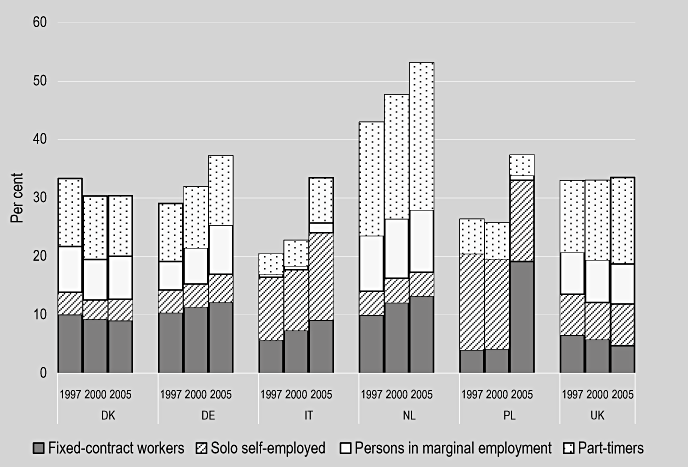 60
50
40
30
20
10
0
Per cent
1997 2000 2005 1997 2000 2005 1997 2000 2005 1997 2000 2005 1997 2000 2005 1997 2000 2005
DK DE IT NL PL UK
Fixed-contract workers Solo self-employed Persons in marginal employment Part-timers